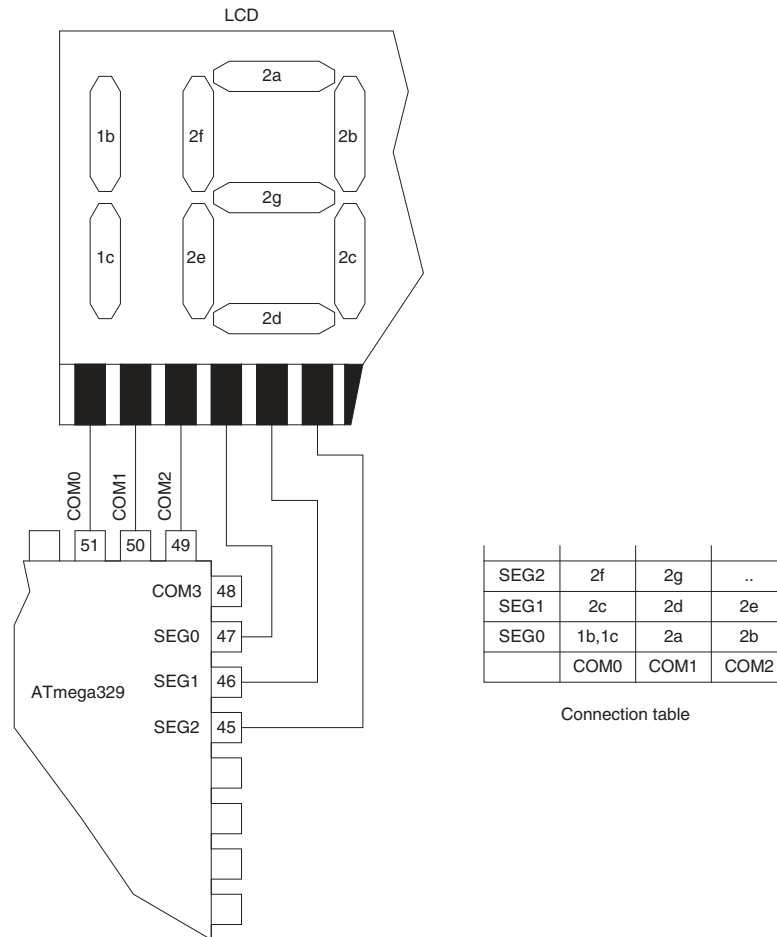 LCD
2a
1b 2f 2b
2g
1c 2e 2c
2d
COM0
COM1
COM2
51 50 49
COM3 48
SEG0 47
SEG1 46
ATmega329
SEG2 45
SEG2 2f 2g ..
SEG1 2c 2d 2e
SEG0 1b,1c 2a 2b
COM0 COM1 COM2
Connection table